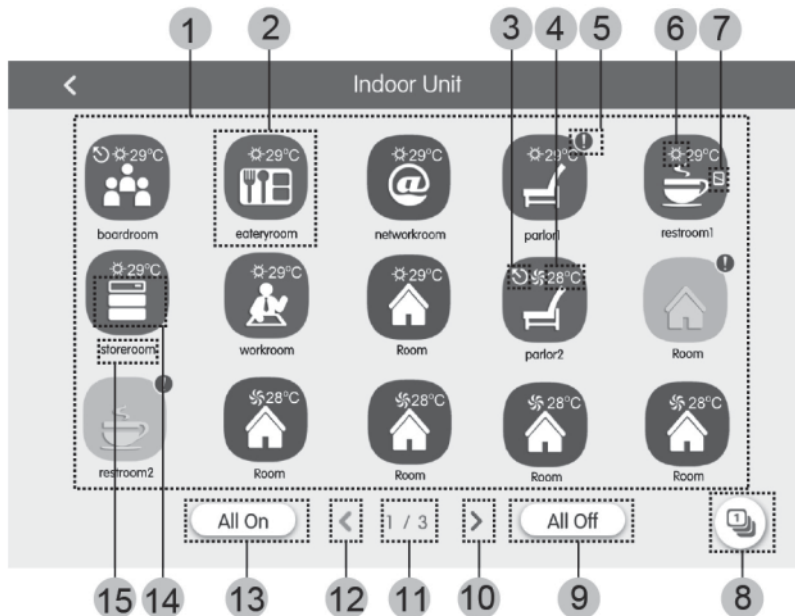 1 2 3 4 5 6 7
< Indoor Unit
29°C 29°C 29°C 29°C 29°C
boardroom eateryroom networkroom parlor1 restroom1
29°C 29°C 29°C 28°C
storeroom workroom Room parlor2 Room
28°C 28°C 28°C 28°C
restroom2 Room Room Room Room
All On < 1 / 3 > All Off 1
15 14 13 12 11 10 9 8